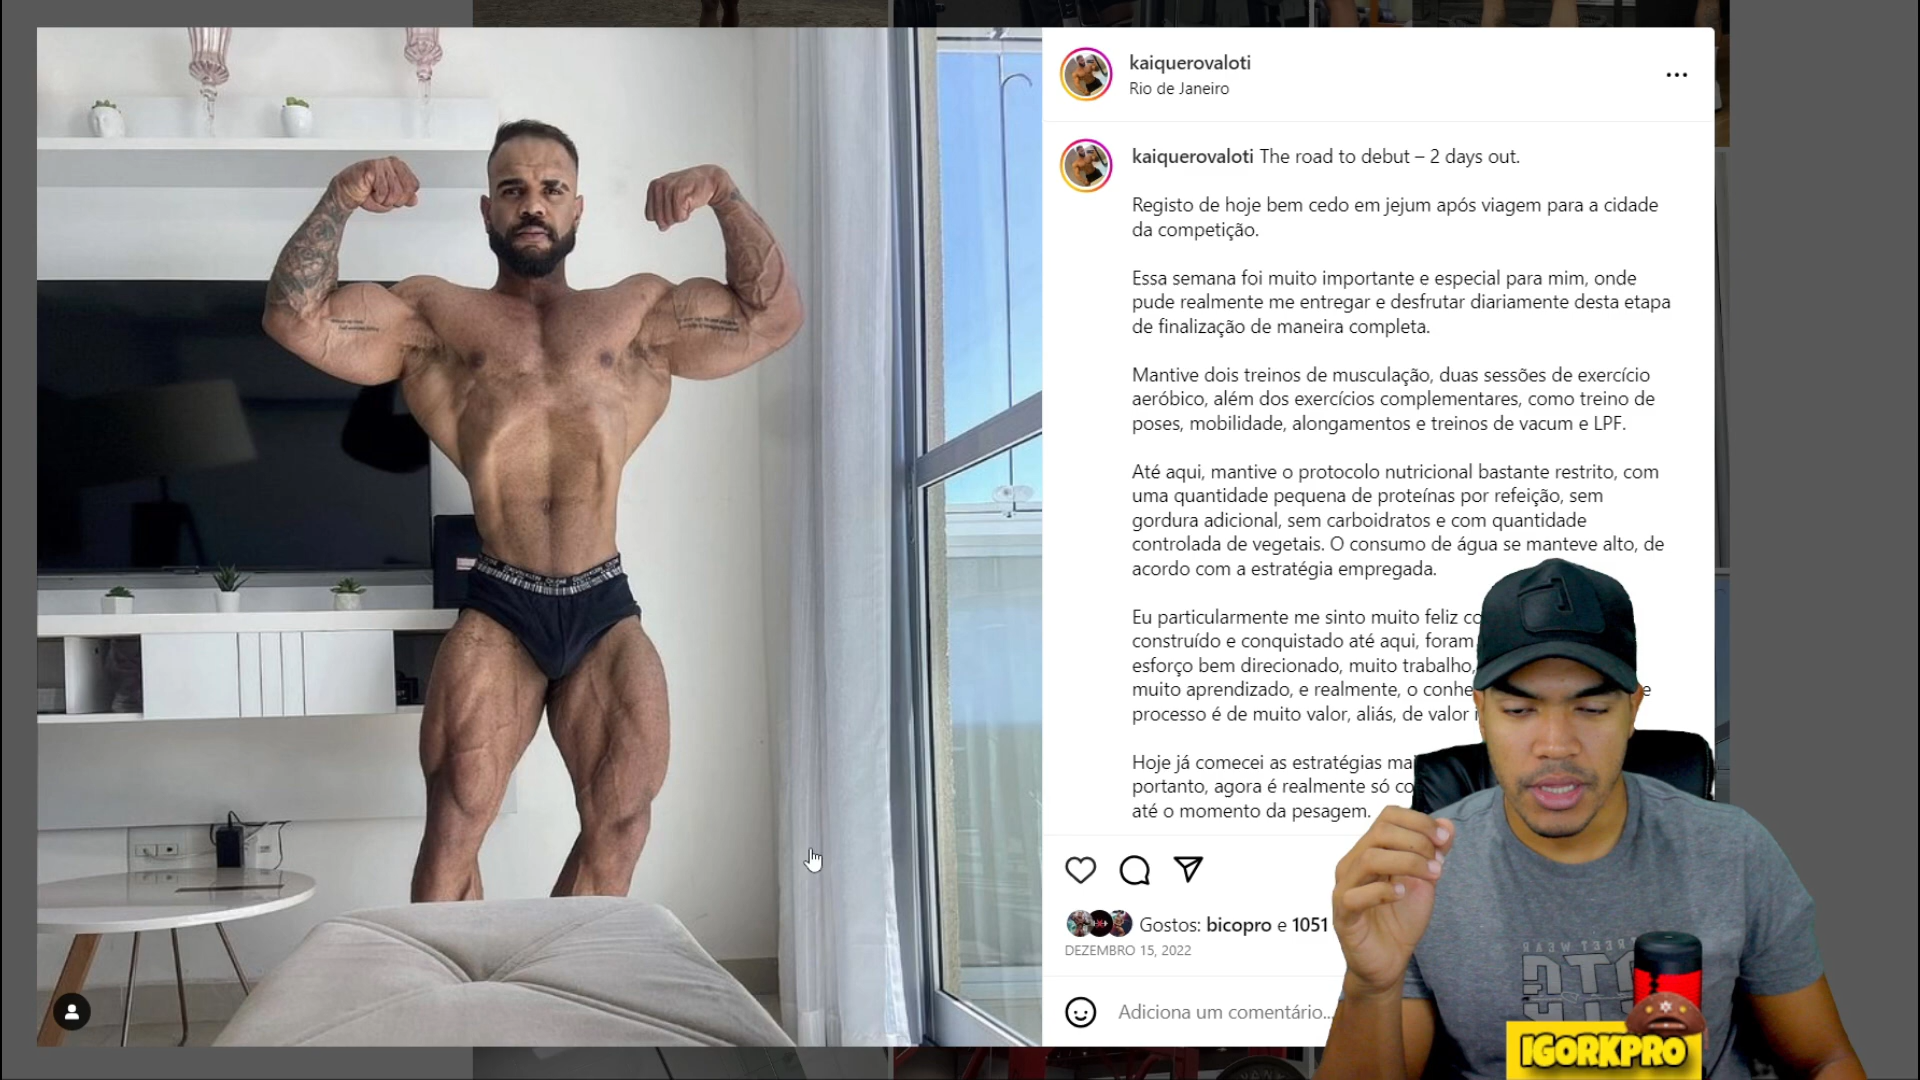 kaiquerovaloti
Rio de Janeiro
kaiquerovaloti The road to debut – 2 days out.
Registo de hoje bem cedo em jejum após viagem para a cidade
da competição.
Essa semana foi muito importante e especial para mim, onde
pude realmente me entregar e desfrutar diariamente desta etapa
de finalização de maneira completa.
Mantive dois treinos de musculação, duas sessões de exercício
aeróbico, além dos exercícios complementares, como treino de
poses, mobilidade, alongamentos e treinos de vacum e LPF.
Até aqui, mantive o protocolo nutricional bastante restrito, com
uma quantidade pequena de proteínas por refeição, sem
gordura adicional, sem carboidratos e com quantidade
controlada de vegetais. O consumo de água se manteve alto, de
acordo com a estratégia empregada.
Eu particularmente me sinto muito feliz
construído e conquistado até aqui, foram
esforço bem direcionado, muito trabalho,
muito aprendizado, e realmente, o
processo é de muito valor, aliás, de valor
Hoje já comecei as estratégias
portanto, agora é realmente só
até o momento da pesagem.
Gostos: bicopro e 1051
DEZEMBRO 15, 2022
Adiciona um comentário...
STREET WEAR
IGORKPRO